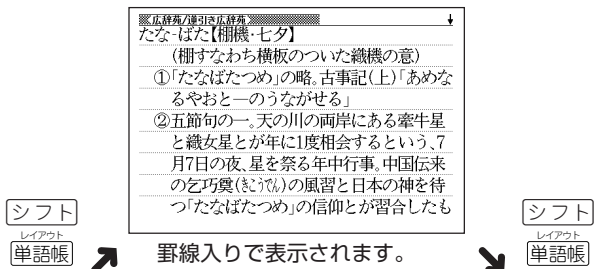 広辞苑/逆引き広辞苑
たな-ばた【棚機・七夕】
(棚すなわち横板のついた織機の意)
①「たなばたつめ」の略。古事記(上)「あめな
るやおと―のうながせる」
②五節句の一。天の川の両岸にある牽牛星
と織女星とが年に1度相会するという、7
月7日の夜、星を祭る年中行事。中国伝来
の乞巧奠(きこうでん)の風習と日本の神を待
つ「たなばたつめ」の信仰とが習合したも
シフト
レイアウト
単語帳
罫線入りで表示されます。
シフト
レイアウト
単語帳